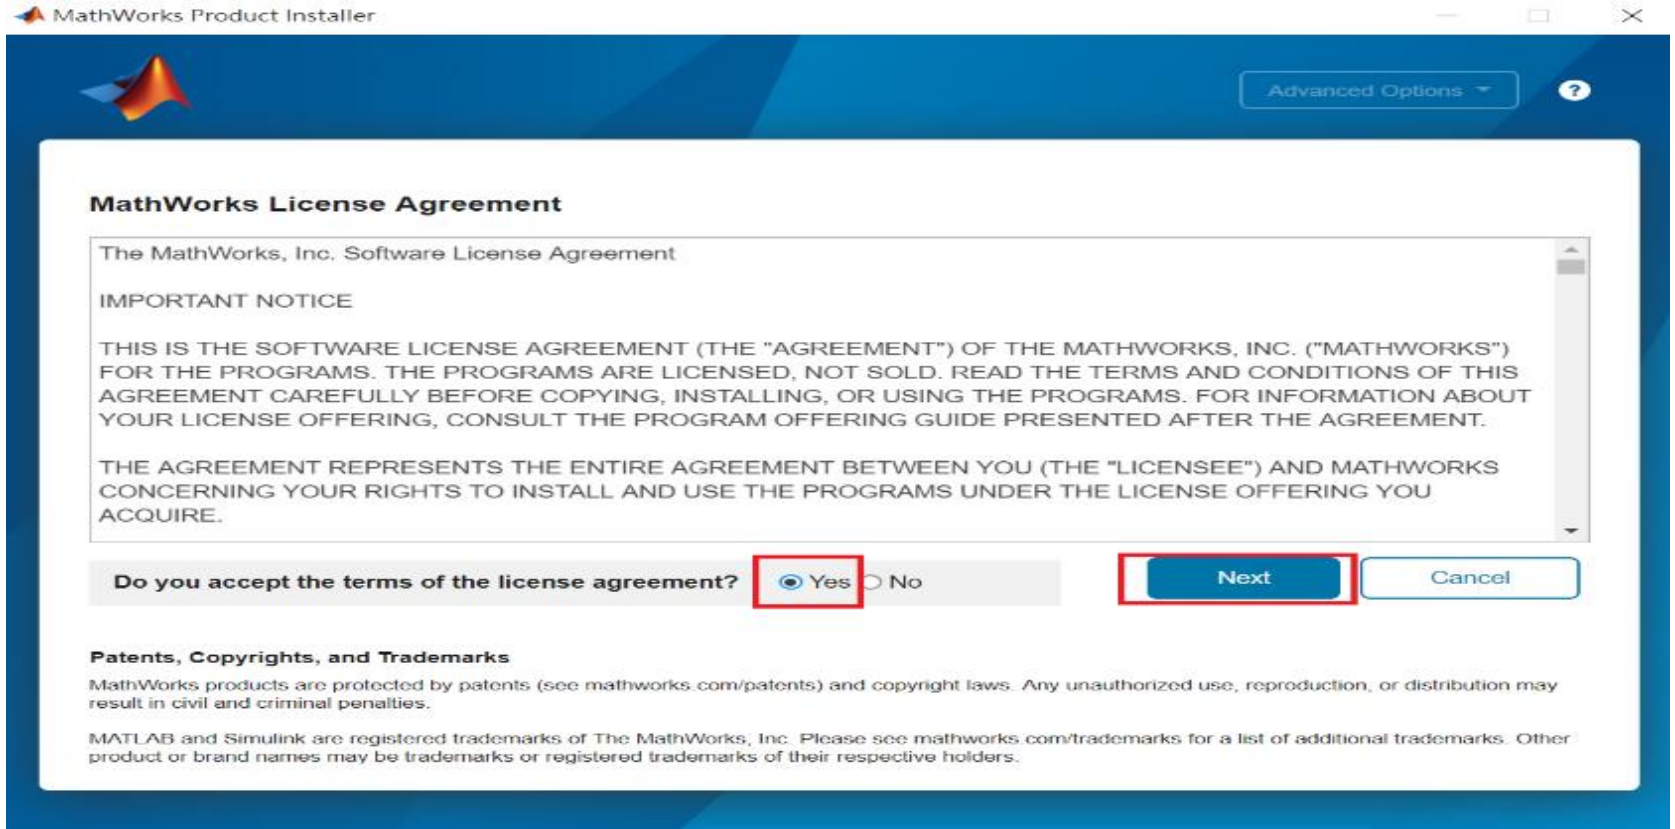 MathWorks Product Installer
Advanced Options
?
MathWorks License Agreement
The MathWorks, Inc. Software License Agreement
IMPORTANT NOTICE
THIS IS THE SOFTWARE LICENSE AGREEMENT (THE "AGREEMENT") OF THE MATHWORKS, INC. ("MATHWORKS")
FOR THE PROGRAMS. THE PROGRAMS ARE LICENSED, NOT SOLD. READ THE TERMS AND CONDITIONS OF THIS
AGREEMENT CAREFULLY BEFORE COPYING, INSTALLING, OR USING THE PROGRAMS. FOR INFORMATION ABOUT
YOUR LICENSE OFFERING, CONSULT THE PROGRAM OFFERING GUIDE PRESENTED AFTER THE AGREEMENT.
THE AGREEMENT REPRESENTS THE ENTIRE AGREEMENT BETWEEN YOU (THE "LICENSEE") AND MATHWORKS
CONCERNING YOUR RIGHTS TO INSTALL AND USE THE PROGRAMS UNDER THE LICENSE OFFERING YOU
ACQUIRE.
Do you accept the terms of the license agreement? Yes No Next Cancel
Patents, Copyrights, and Trademarks
MathWorks products are protected by patents (see mathworks.com/patents) and copyright laws. Any unauthorized use, reproduction, or distribution may
result in civil and criminal penalties.
MATLAB and Simulink are registered trademarks of The MathWorks, Inc. Please see mathworks.com/trademarks for a list of additional trademarks. Other
product or brand names may be trademarks or registered trademarks of their respective holders.